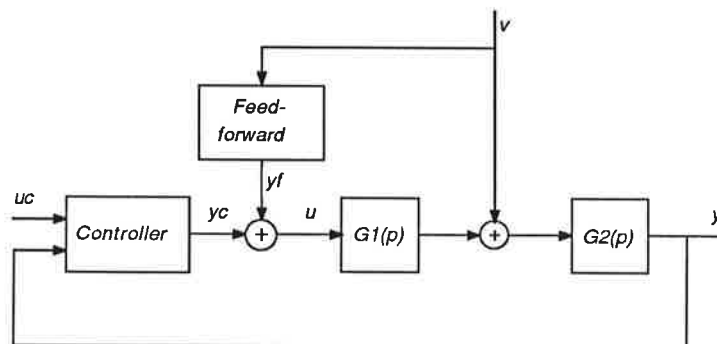 v
Feed-
forward
yf
uc
Controller
yc
+
u
G1(p)
+
G2(p)
y